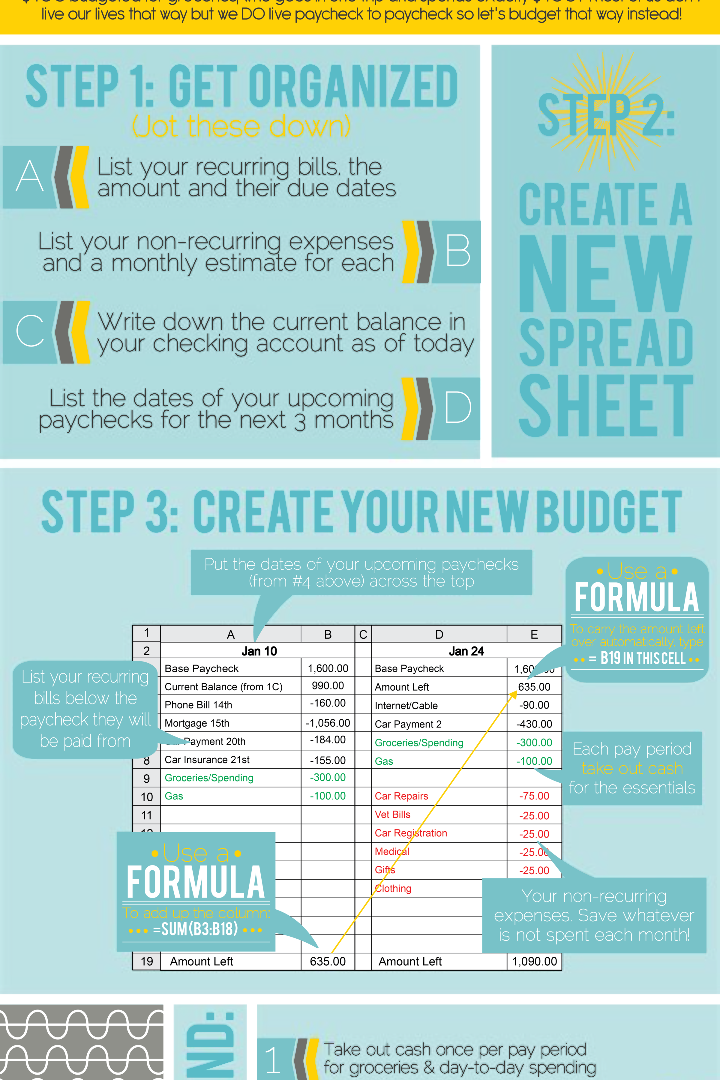 live our lives that way but we DO live paycheck to paycheck so let's budget that way instead!
STEP 1: GET ORGANIZED
(Jot these down)
A
List your recurring bills, the
amount and their due dates
List your non-recurring expenses
and a monthly estimate for each
B
C
Write down the current balance in
your checking account as of today
List the dates of your upcoming
paychecks for the next 3 months
D
STEP 2:
CREATE A
NEW
SPREAD
SHEET
STEP 3: CREATE YOUR NEW BUDGET
Put the dates of your upcoming paychecks
(from #4 above) across the top
• Use a •
FORMULA
To carry the amount left
over automatically, type
•• = B19 IN THIS CELL ••
List your recurring
bills below the
paycheck they will
be paid from
1 A B C D E
2 Jan 10 Jan 24
Base Paycheck 1,600.00 Base Paycheck
Current Balance (from 1C) 990.00 Amount Left 635.00
Phone Bill 14th -160.00 Internet/Cable -90.00
Mortgage 15th -1,056.00 Car Payment 2 -430.00
Payment 20th -184.00 Groceries/Spending -300.00
8 Car Insurance 21st -155.00 Gas -100.00
9 Groceries/Spending -300.00
10 Gas -100.00 Car Repairs -75.00
11 Vet Bills -25.00
Car Registration -25.00
Medical -25.00
Gifts -25.00
Clothing
19 Amount Left 635.00 Amount Left 1,090.00
Each pay period
take out cash
for the essentials
• Use a •
FORMULA
To add up the column:
••• =SUM(B3:B18) •••
Your non-recurring
expenses. Save whatever
is not spent each month!
ND:
1
Take out cash once per pay period
for groceries & day-to-day spending